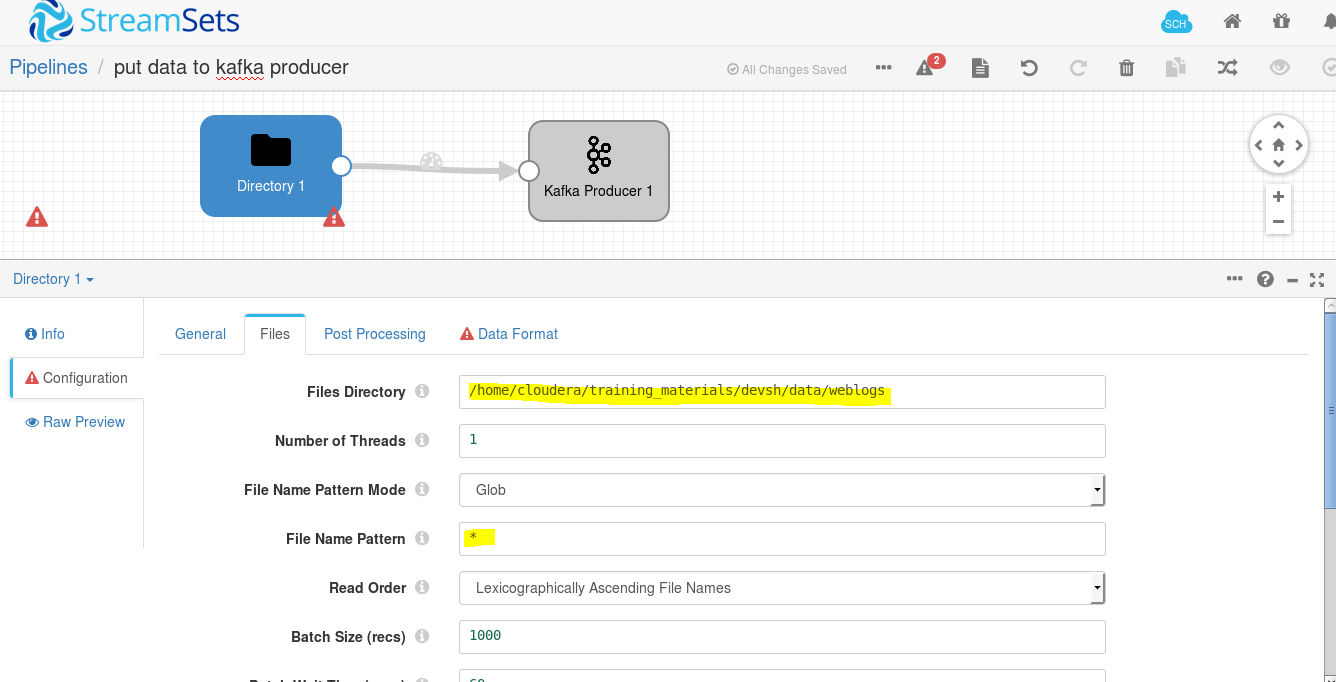 StreamSets
SCH
Pipelines / put data to kafka producer
All Changes Saved
2
Directory 1
Kafka Producer 1
Directory 1
Info
Configuration
Raw Preview
General
Files
Post Processing
Data Format
Files Directory
/home/cloudera/training_materials/devsh/data/weblogs
Number of Threads
1
File Name Pattern Mode
Glob
File Name Pattern
*
Read Order
Lexicographically Ascending File Names
Batch Size (recs)
1000